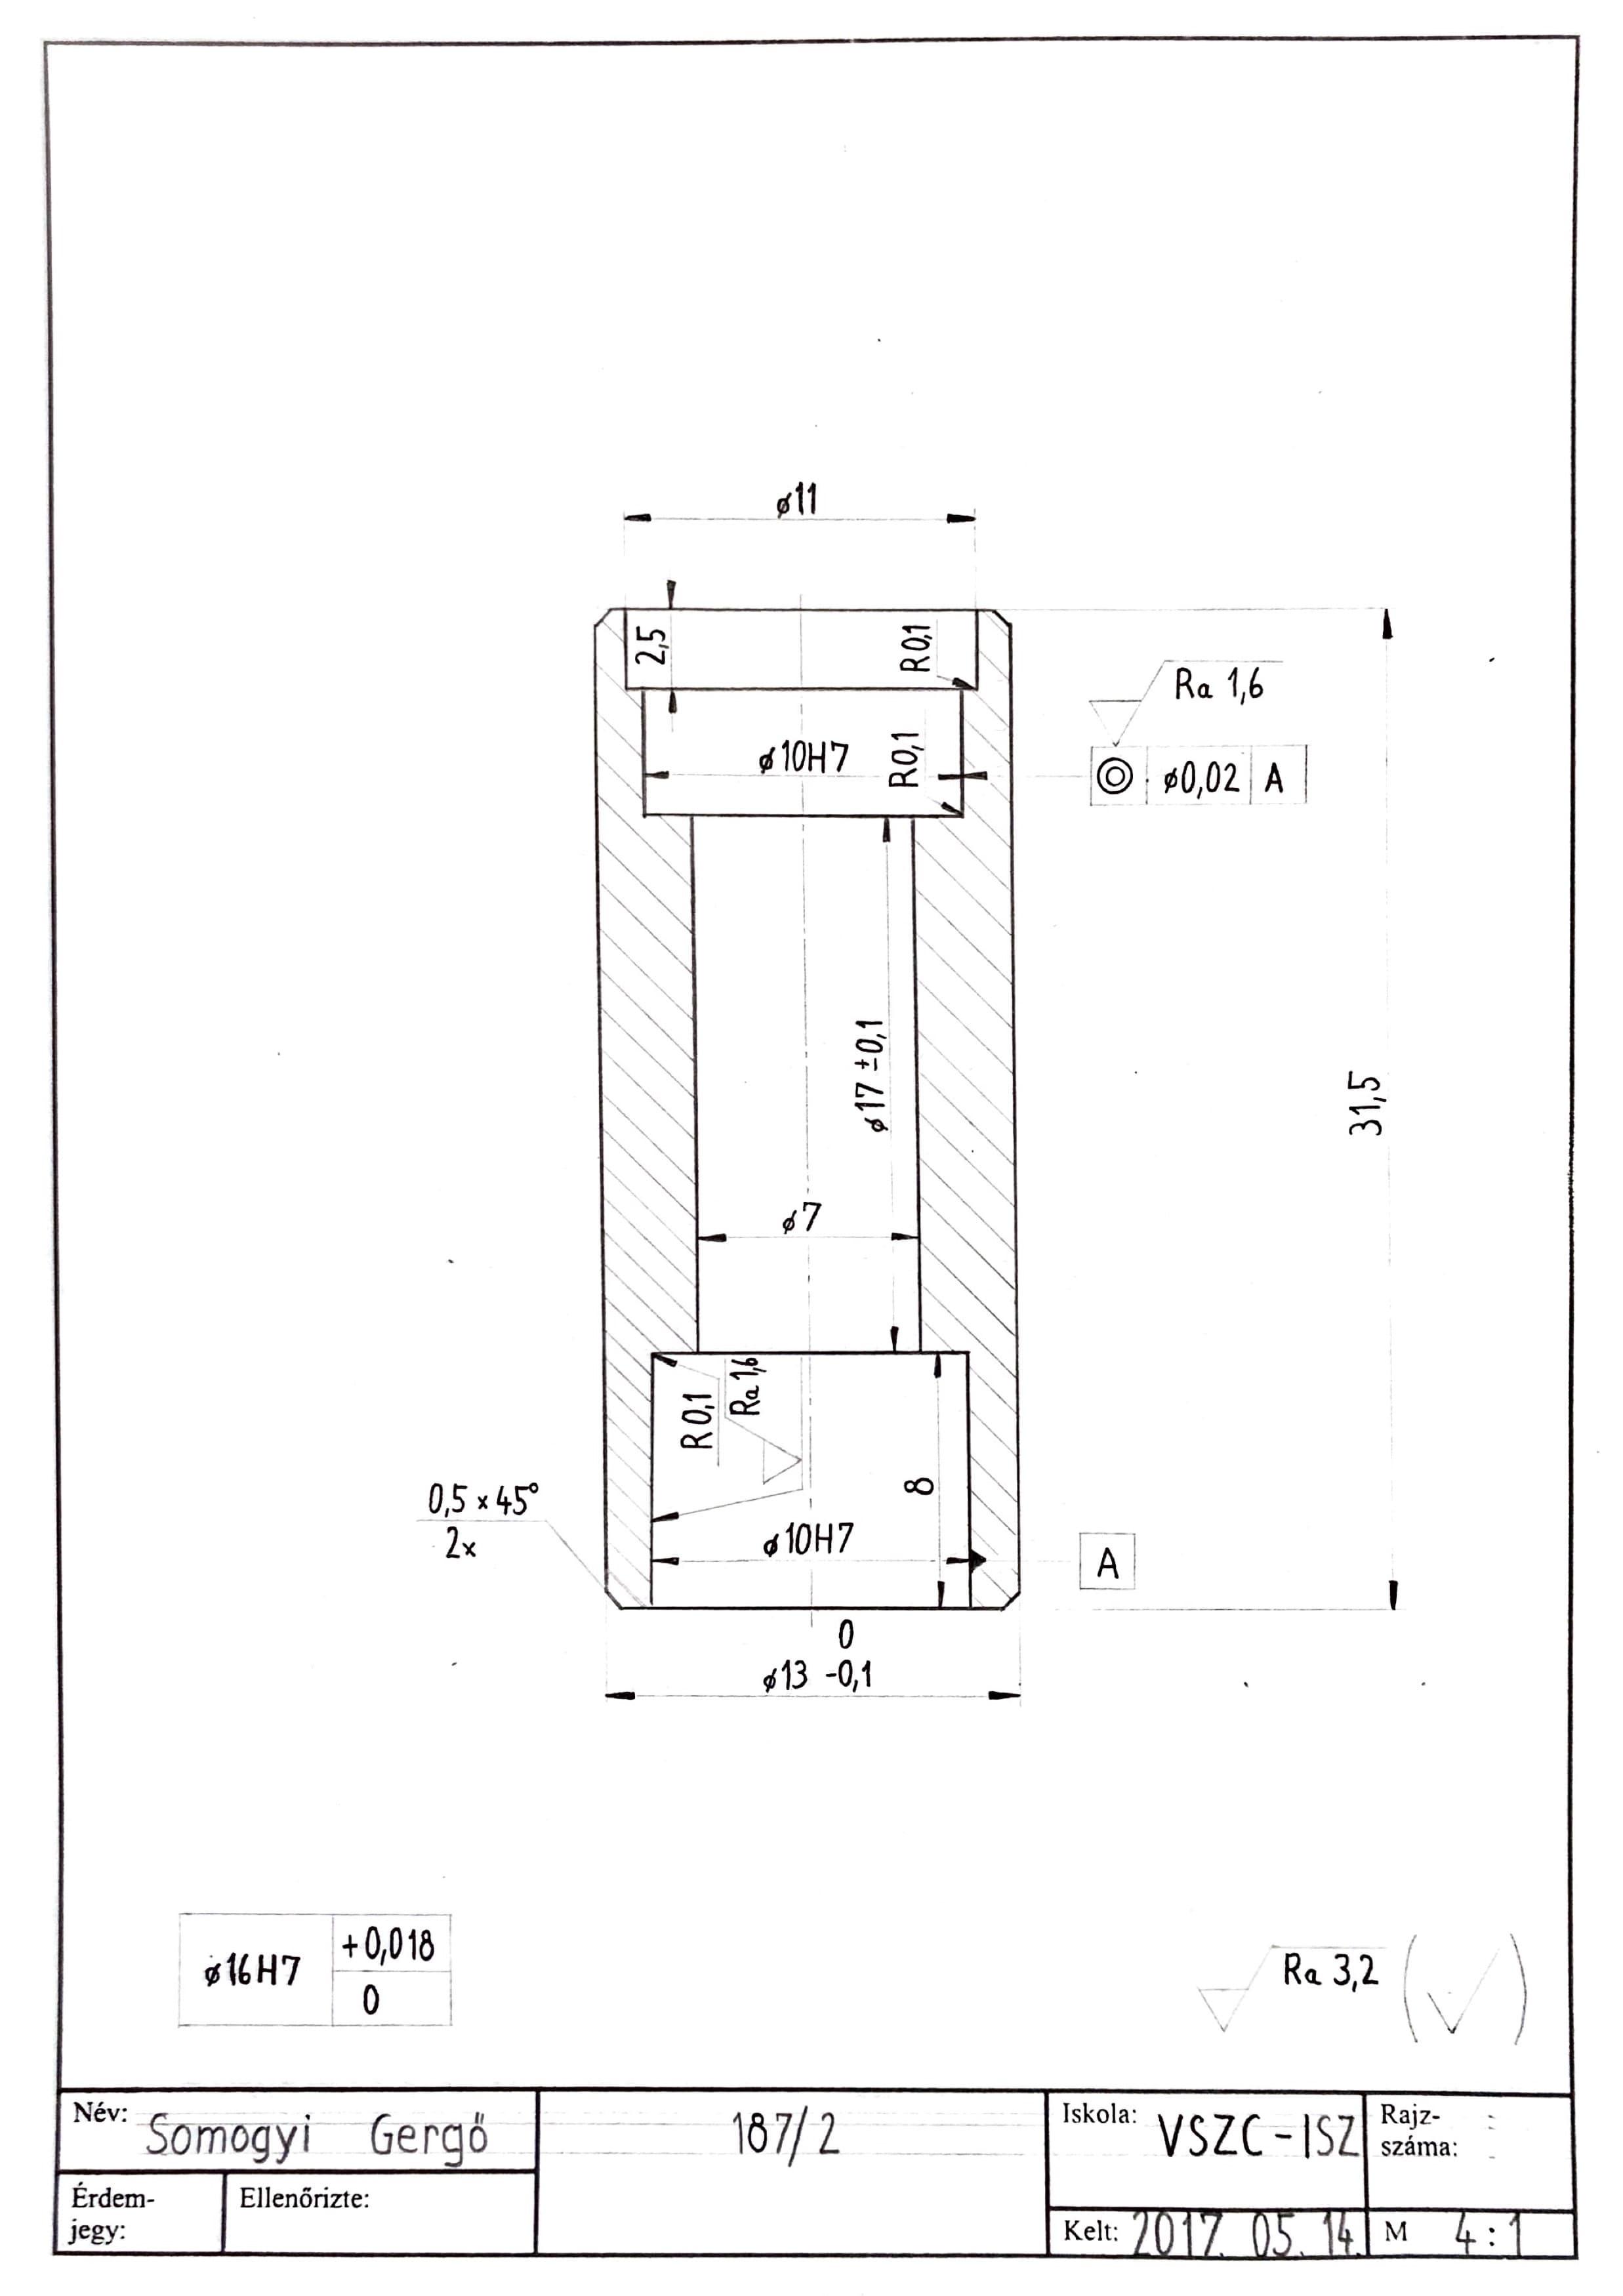 ø11
2,5
R0,1
Ra 1,6
ø10H7
R0,1
ø0,02 A
ø17 ±0,1
31,5
ø7
R0,1
Ra 1,6
0,5×45°
2×
8
ø10H7
A
0
ø13 -0,1
ø16H7
+0,018
0
Ra 3,2
Név: Somogyi Gergő
187/2
Iskola: VSZC-ISZ
Rajz-
száma:
Érdem-
jegy:
Ellenőrizte:
Kelt: 2017. 05. 14.
M 4:1